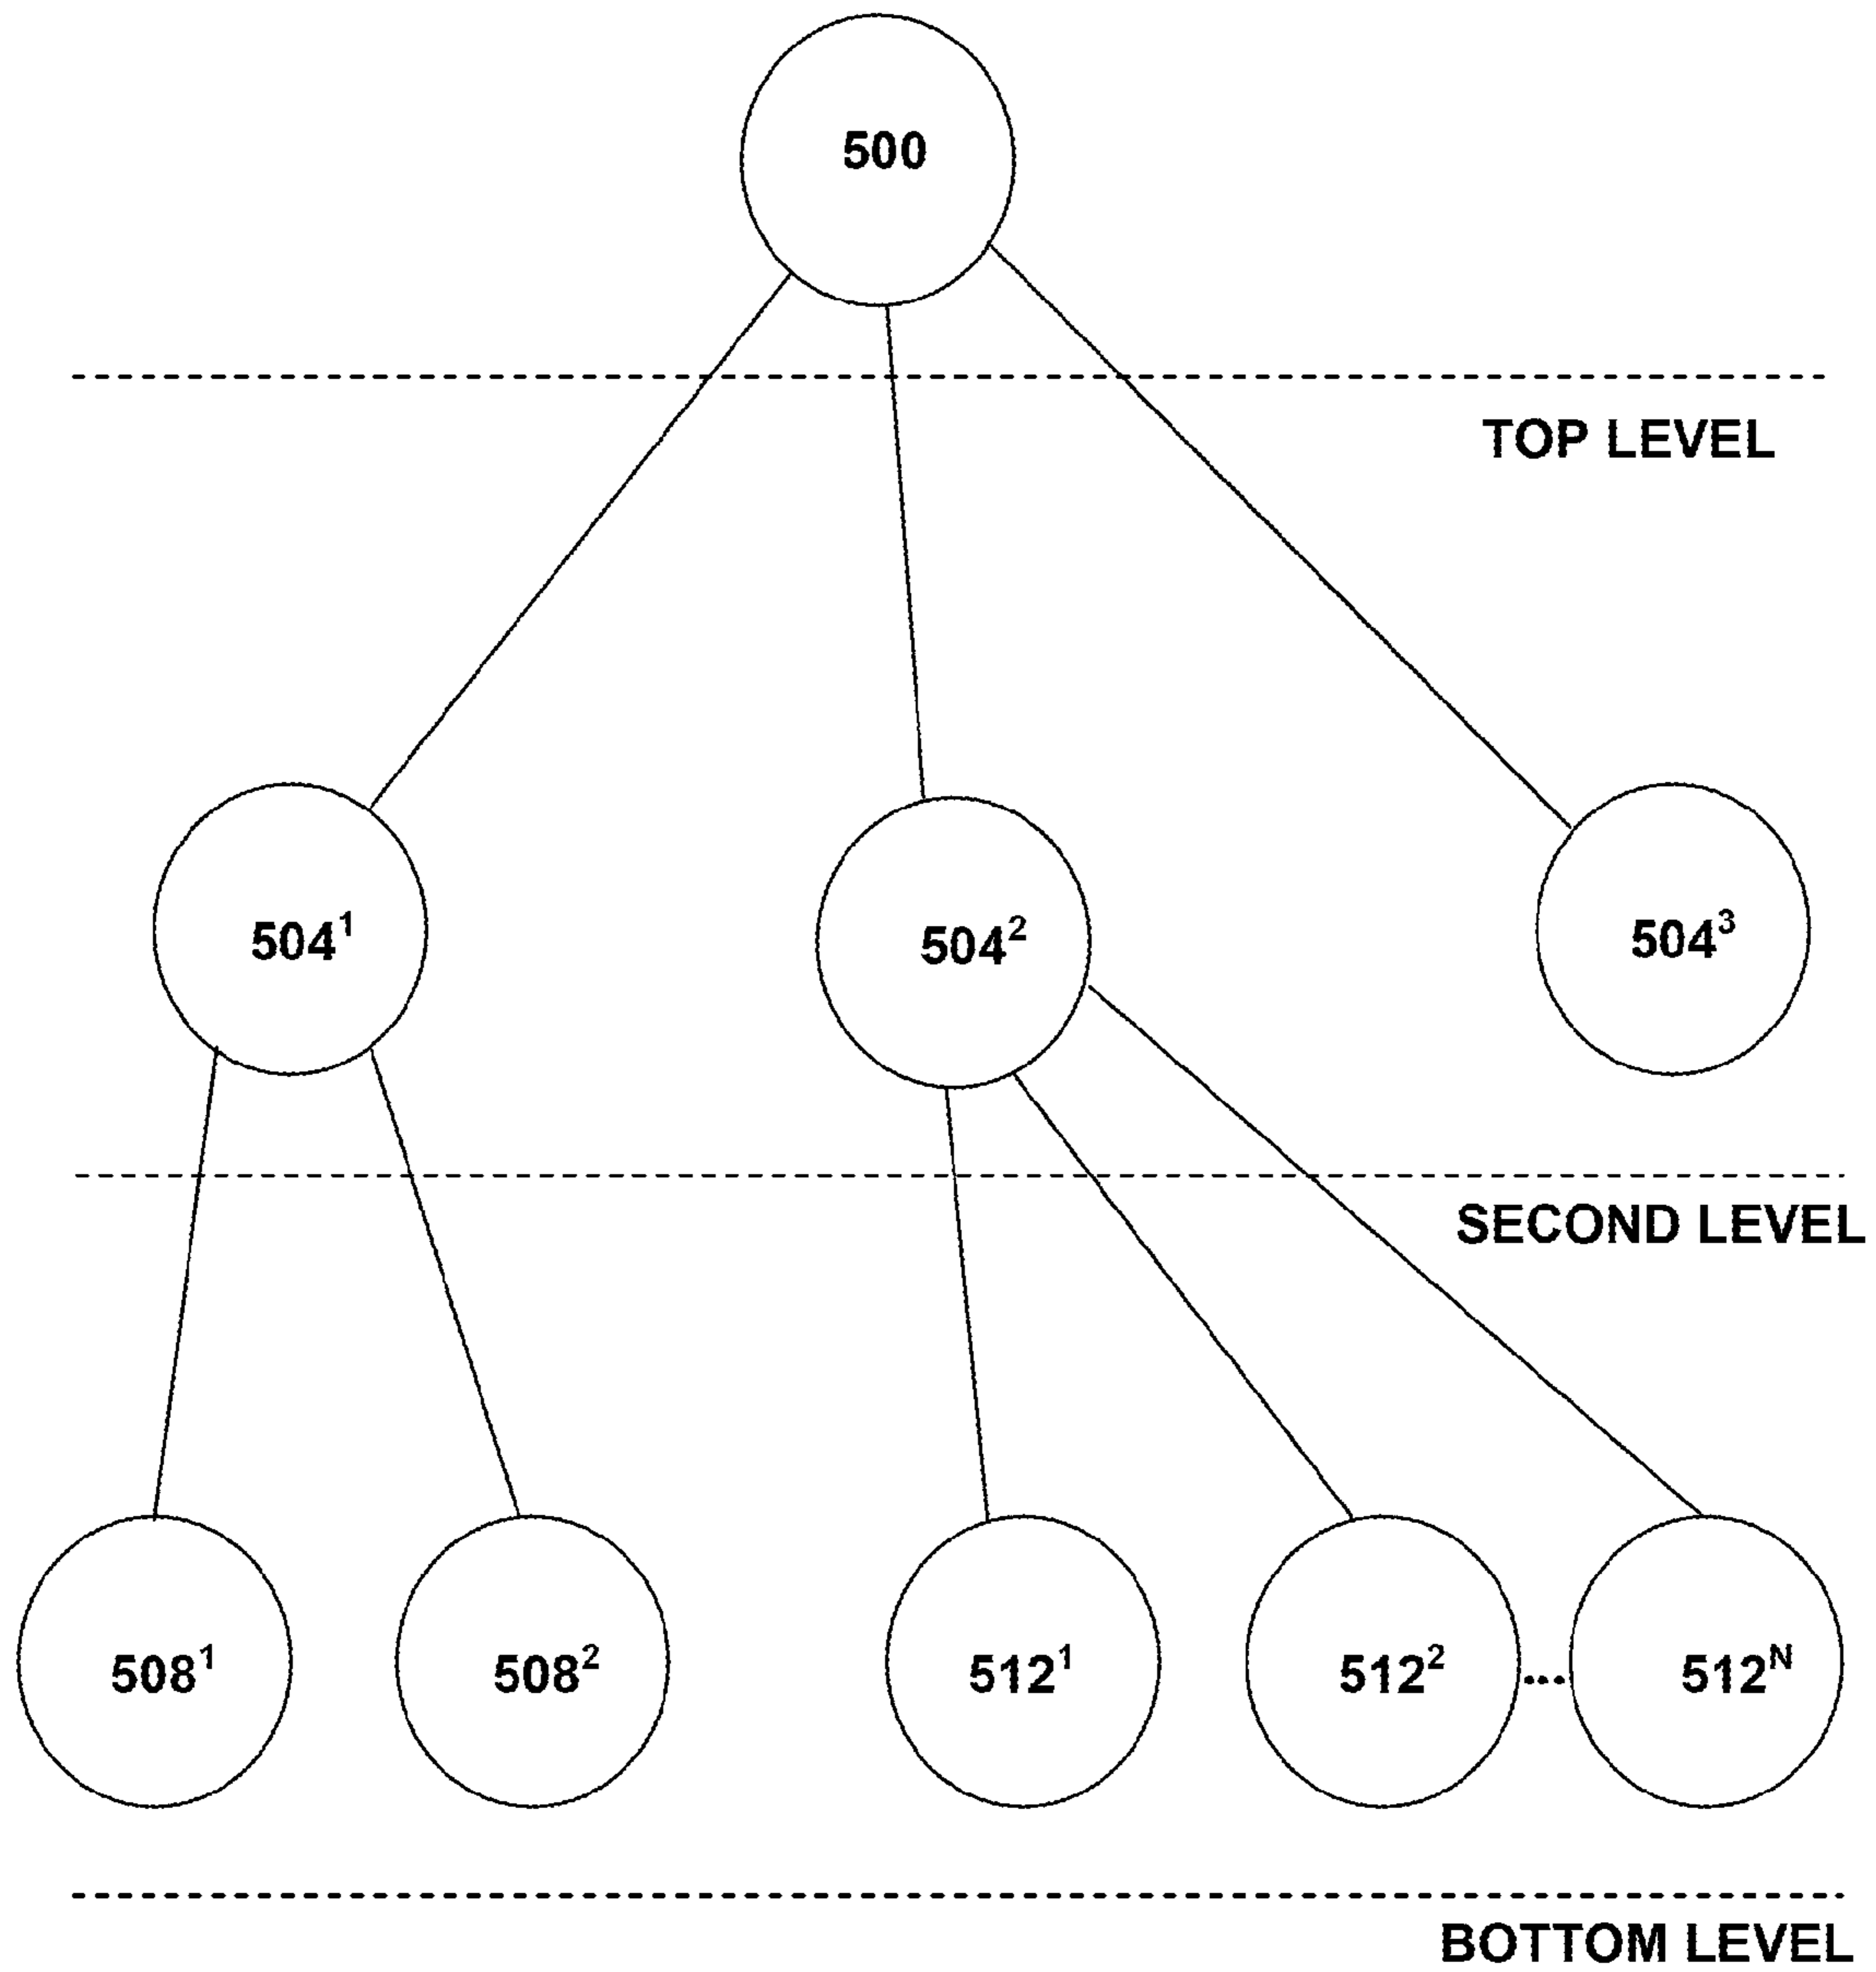 500
TOP LEVEL
504¹ 504² 504³
SECOND LEVEL
508¹ 508² 512¹ 512² ... 512ᴺ
BOTTOM LEVEL